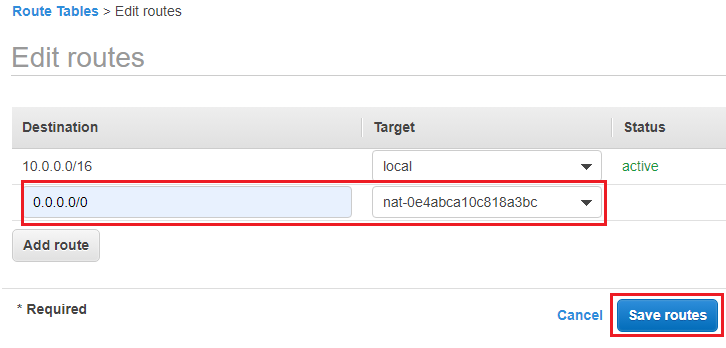 Route Tables > Edit routes
Edit routes
Destination Target Status
10.0.0.0/16 local active
0.0.0.0/0 nat-0e4abca10c818a3bc
Add route
* Required
Cancel Save routes